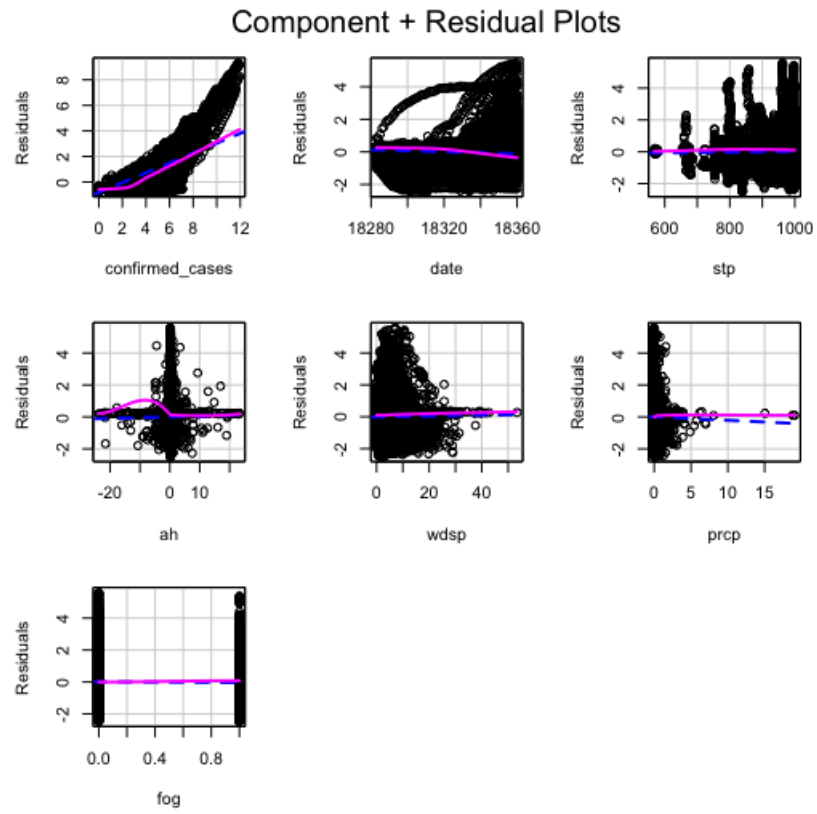 Component + Residual Plots
Residuals
0 2 4 6 8
0 2 4 6 8 12
confirmed_cases
Residuals
-2 0 2 4
18280 18320 18360
date
Residuals
-2 0 2 4
600 800 1000
stp
Residuals
-2 0 2 4
-20 0 10
ah
Residuals
-2 0 2 4
0 20 40
wdsp
Residuals
-2 0 2 4
0 5 10 15
prcp
Residuals
-2 0 2 4
0.0 0.4 0.8
fog